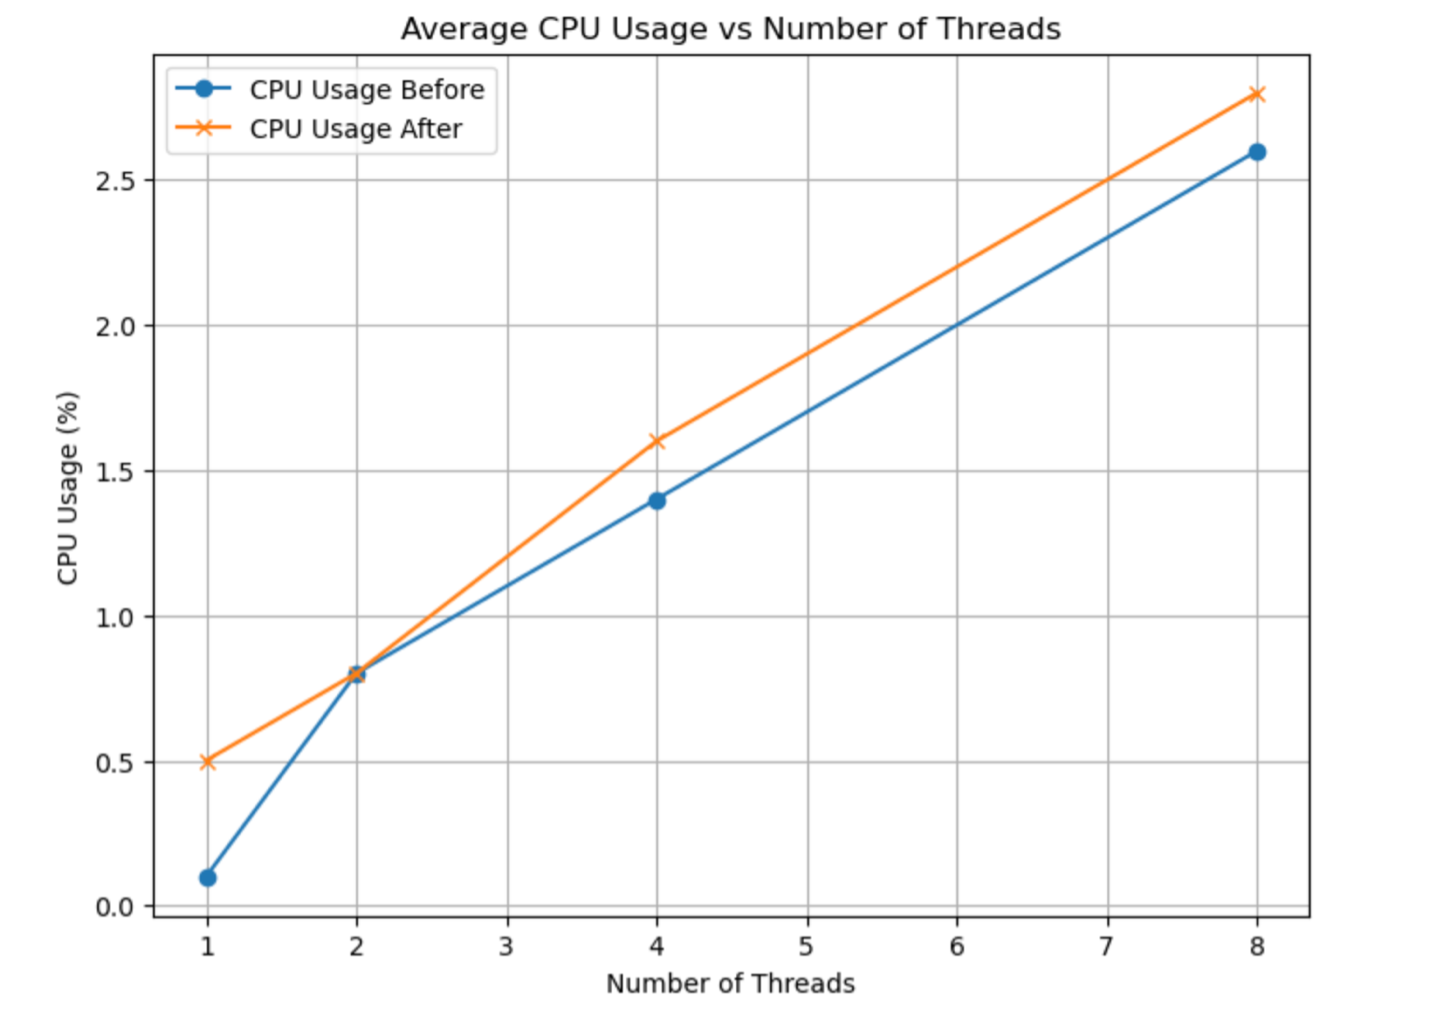 Average CPU Usage vs Number of Threads
CPU Usage Before
CPU Usage After
2.5
2.0
1.5
1.0
0.5
0.0
CPU Usage (%)
1 2 3 4 5 6 7 8
Number of Threads